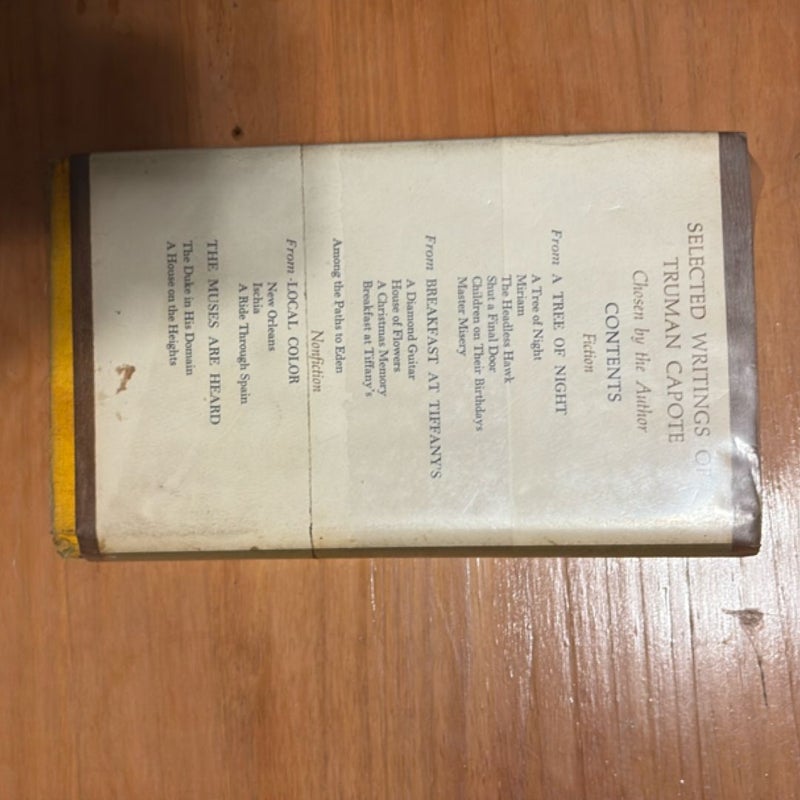 SELECTED WRITINGS OF
TRUMAN CAPOTE
Chosen by the Author
CONTENTS
Fiction
From A TREE OF NIGHT
A Tree of Night
Miriam
The Headless Hawk
Shut a Final Door
Children on Their Birthdays
Master Misery
From BREAKFAST AT TIFFANY'S
A Diamond Guitar
House of Flowers
A Christmas Memory
Breakfast at Tiffany's
Among the Paths to Eden
Nonfiction
From LOCAL COLOR
New Orleans
Ischia
A Ride Through Spain
THE MUSES ARE HEARD
The Duke in His Domain
A House on the Heights